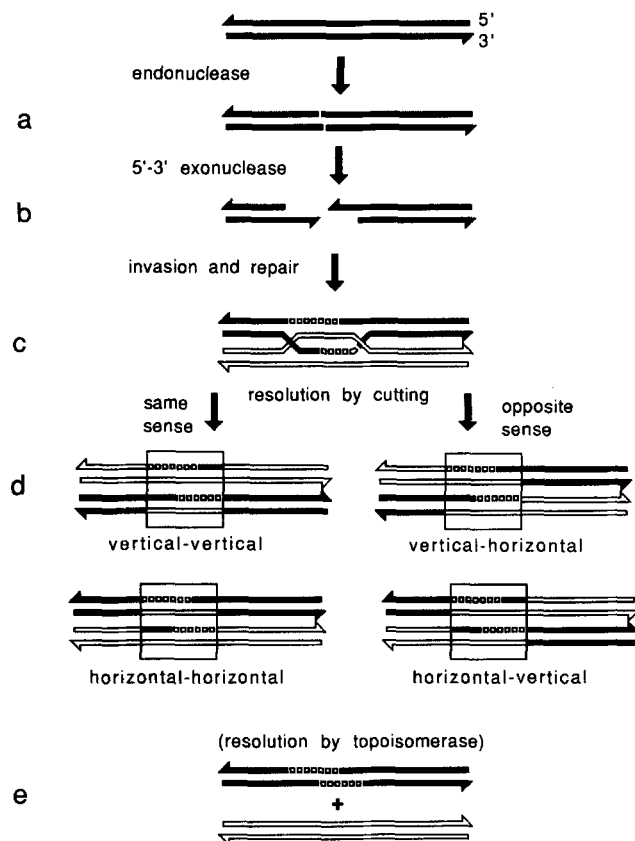 5'
3'
endonuclease
a
5'-3' exonuclease
b
invasion and repair
c
resolution by cutting
same
sense
opposite
sense
d
vertical-vertical
vertical-horizontal
horizontal-horizontal
horizontal-vertical
(resolution by topoisomerase)
e
+